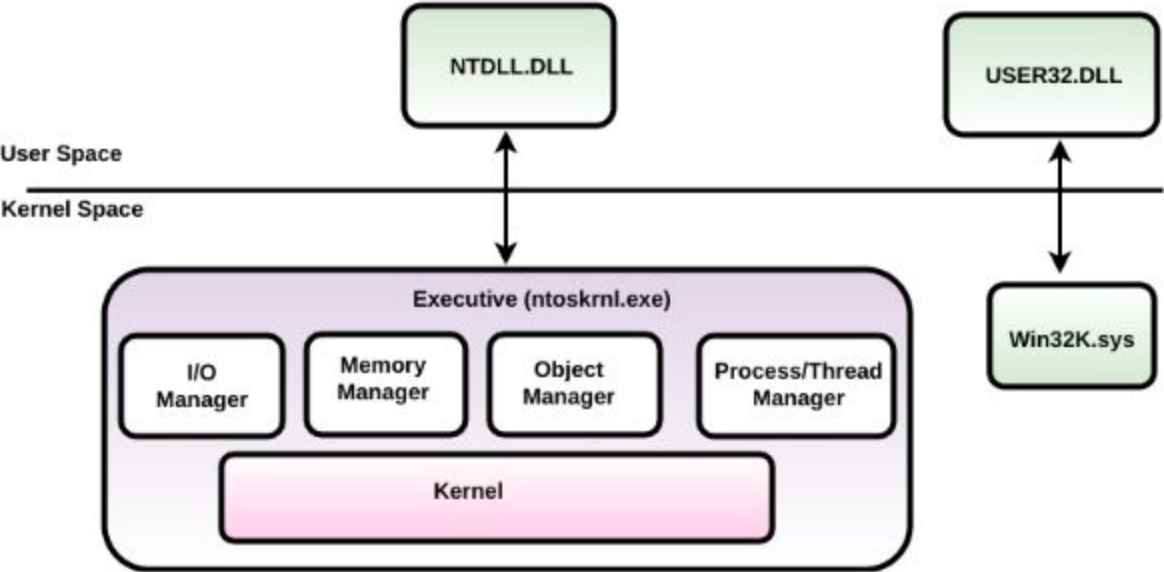 NTDLL.DLL
USER32.DLL
User Space
Kernel Space
Executive (ntoskrnl.exe)
I/O
Manager
Memory
Manager
Object
Manager
Process/Thread
Manager
Win32K.sys
Kernel